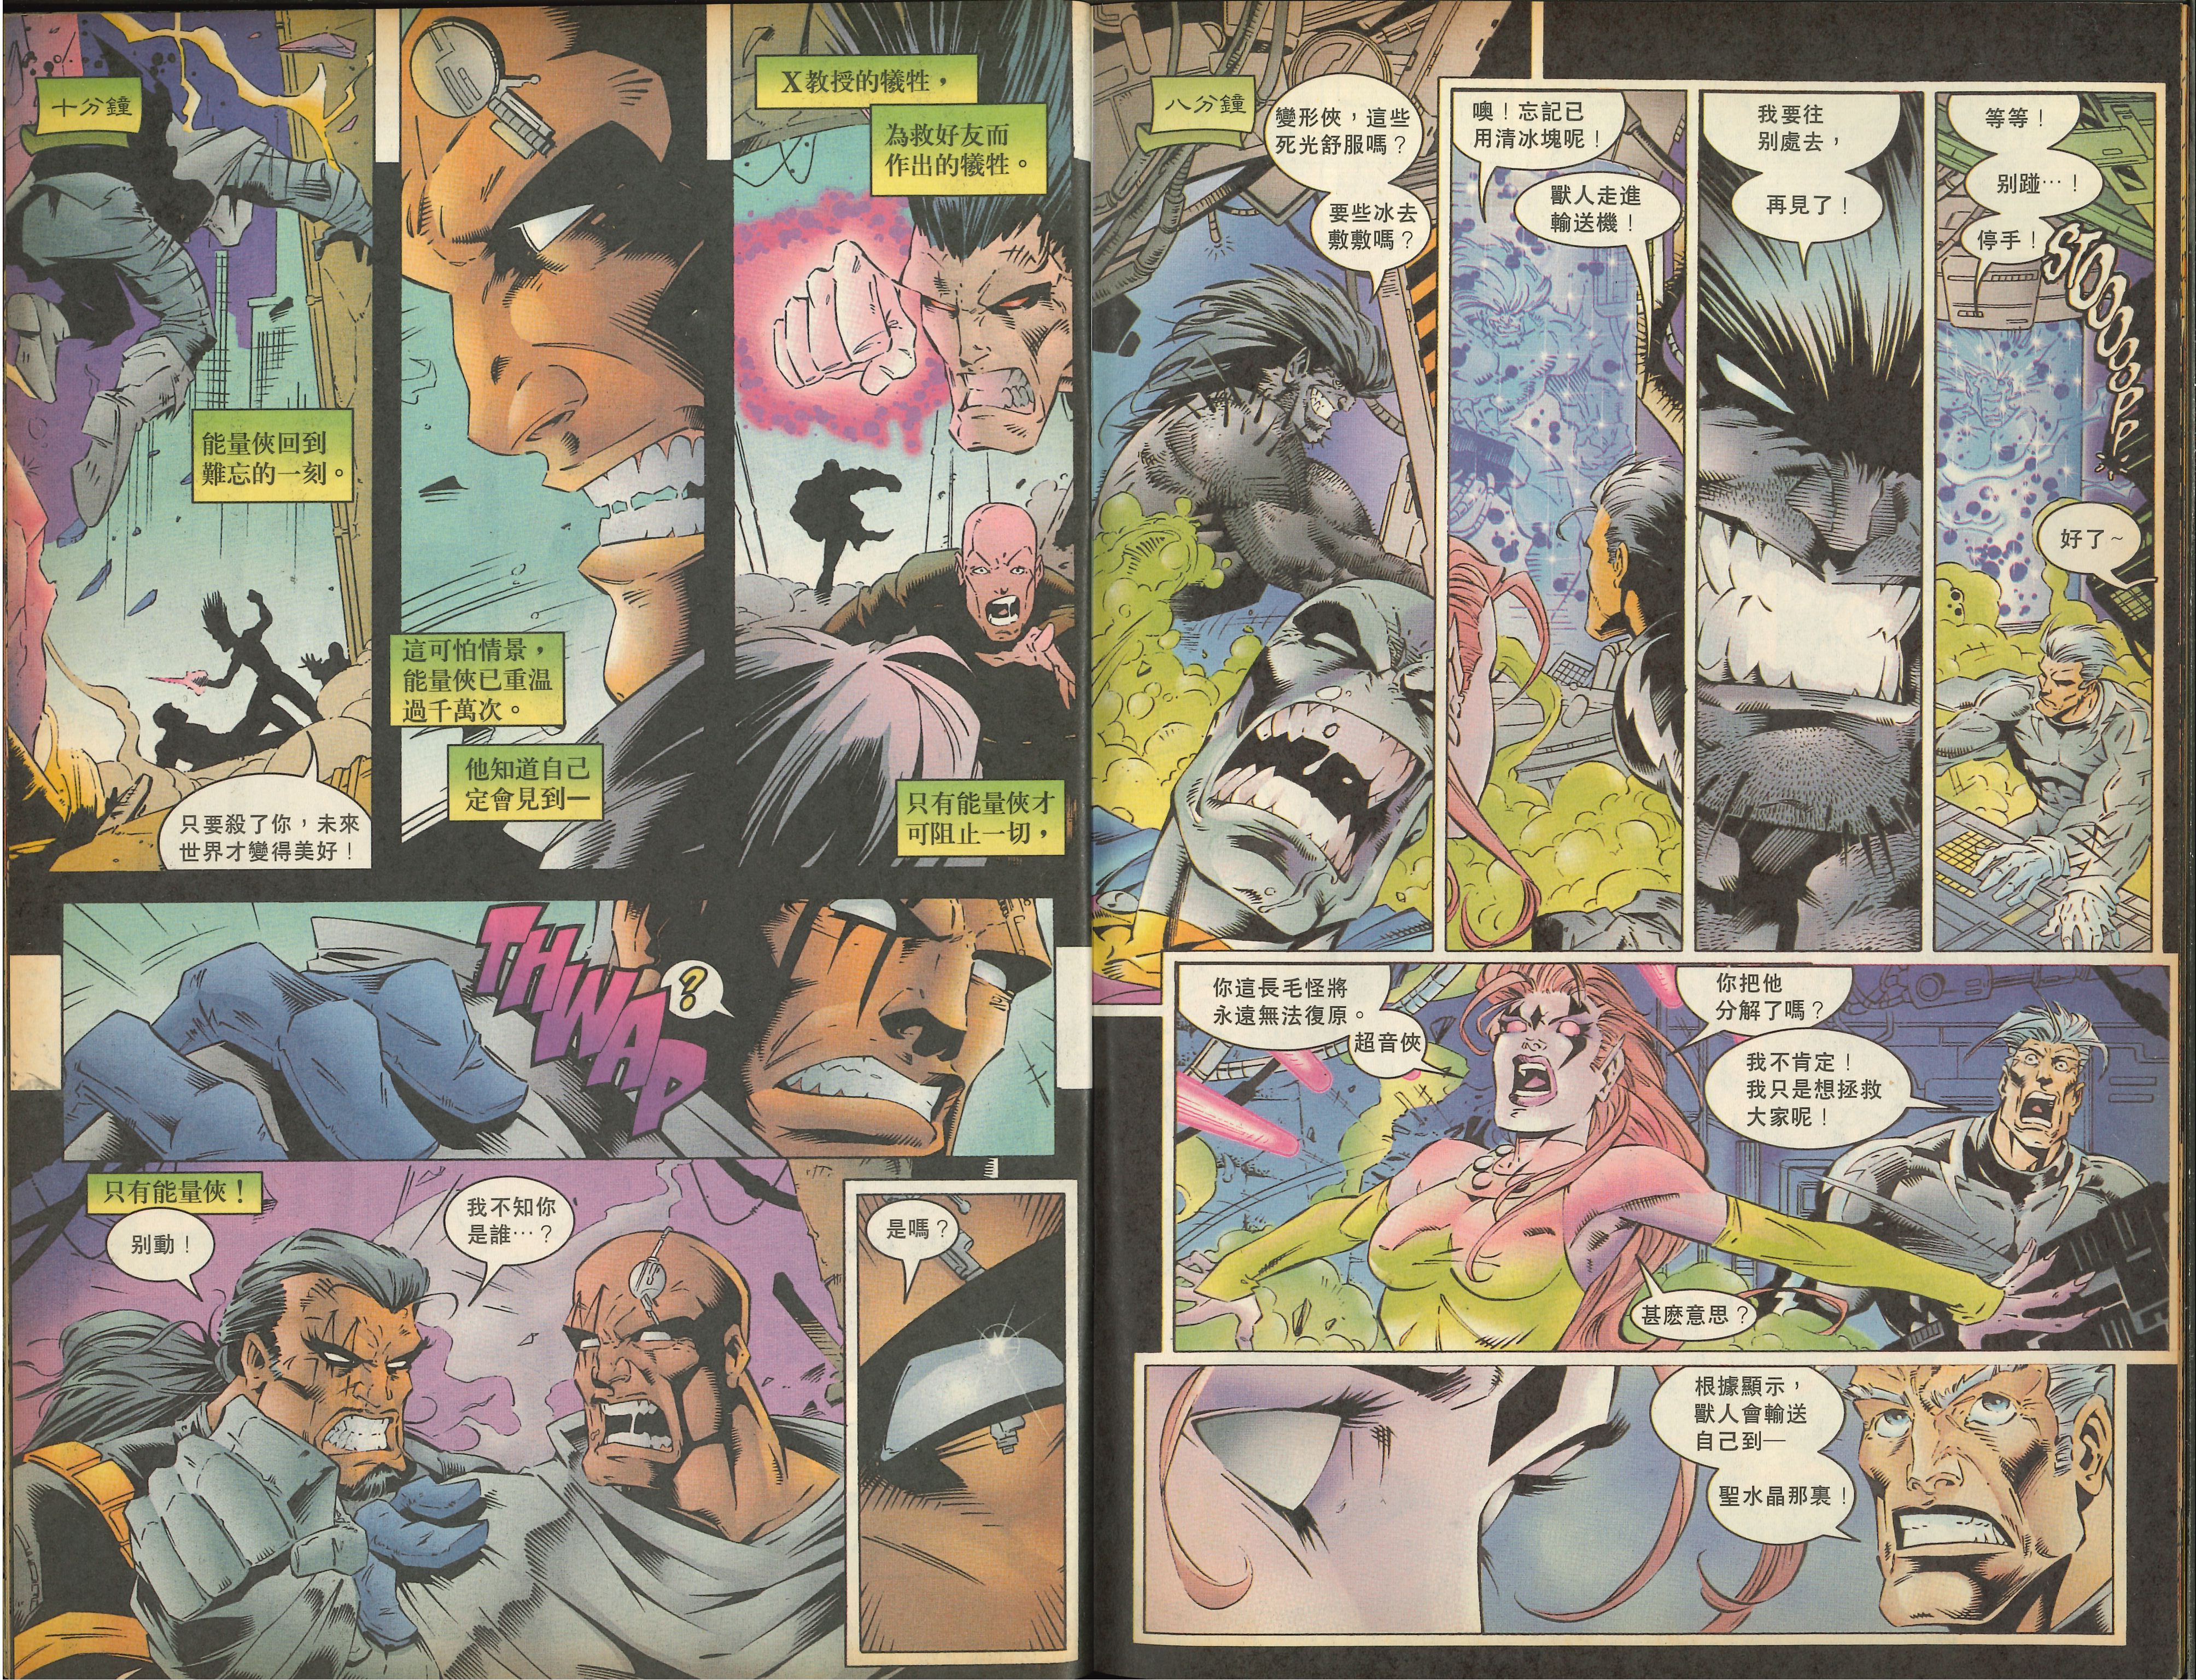 十分鐘
能量俠回到
難忘的一刻。
只要殺了你，未來
世界才變得美好！
這可怕情景，
能量俠已重温
過千萬次。
他知道自己
定會見到—
X教授的犧牲，
為救好友而
作出的犧牲。
只有能量俠才
可阻止一切，
THWAP
?
只有能量俠！
別動！
我不知你
是誰…？
是嗎？
八分鐘
變形俠，這些
死光舒服嗎？
要些冰去
敷敷嗎？
噢！忘記已
用清冰塊呢！
獸人走進
輸送機！
我要往
別處去，
再見了！
等等！
別踫…！
停手！
STOOOOOPP
好了～
你這長毛怪將
永遠無法復原。
超音俠
你把他
分解了嗎？
我不肯定！
我只是想拯救
大家呢！
甚麼意思？
根據顯示，
獸人會輸送
自己到—
聖水晶那裏！